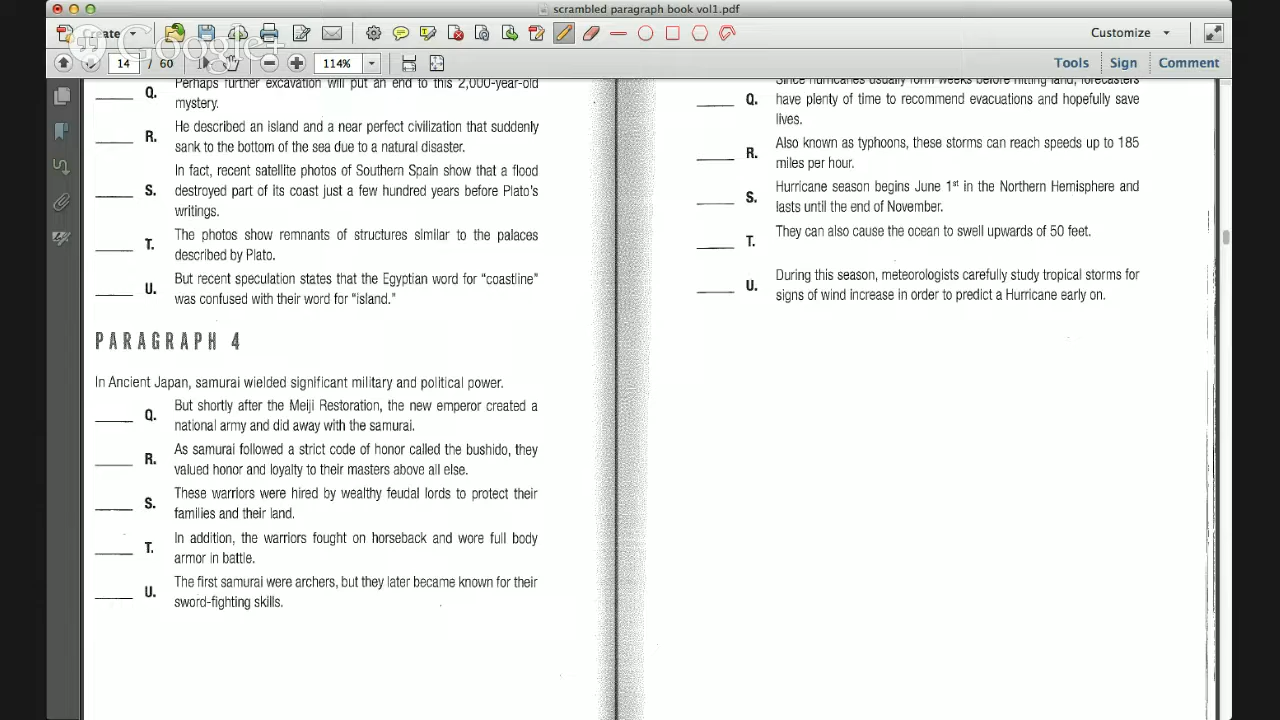 scrambled paragraph book vol1.pdf
Create
Google+
Customize
14 / 60
114%
Tools
Sign
Comment
Q. Perhaps further excavation will put an end to this 2,000-year-old
mystery.
R. He described an island and a near perfect civilization that suddenly
sank to the bottom of the sea due to a natural disaster.
S. In fact, recent satellite photos of Southern Spain show that a flood
destroyed part of its coast just a few hundred years before Plato's
writings.
T. The photos show remnants of structures similar to the palaces
described by Plato.
U. But recent speculation states that the Egyptian word for "coastline"
was confused with their word for "island."
PARAGRAPH 4
In Ancient Japan, samurai wielded significant military and political power.
Q. But shortly after the Meiji Restoration, the new emperor created a
national army and did away with the samurai.
R. As samurai followed a strict code of honor called the bushido, they
valued honor and loyalty to their masters above all else.
S. These warriors were hired by wealthy feudal lords to protect their
families and their land.
T. In addition, the warriors fought on horseback and wore full body
armor in battle.
U. The first samurai were archers, but they later became known for their
sword-fighting skills.
Since hurricanes usually form weeks before hitting land, forecasters
Q. have plenty of time to recommend evacuations and hopefully save
lives.
R. Also known as typhoons, these storms can reach speeds up to 185
miles per hour.
S. Hurricane season begins June 1st in the Northern Hemisphere and
lasts until the end of November.
T. They can also cause the ocean to swell upwards of 50 feet.
U. During this season, meteorologists carefully study tropical storms for
signs of wind increase in order to predict a Hurricane early on.